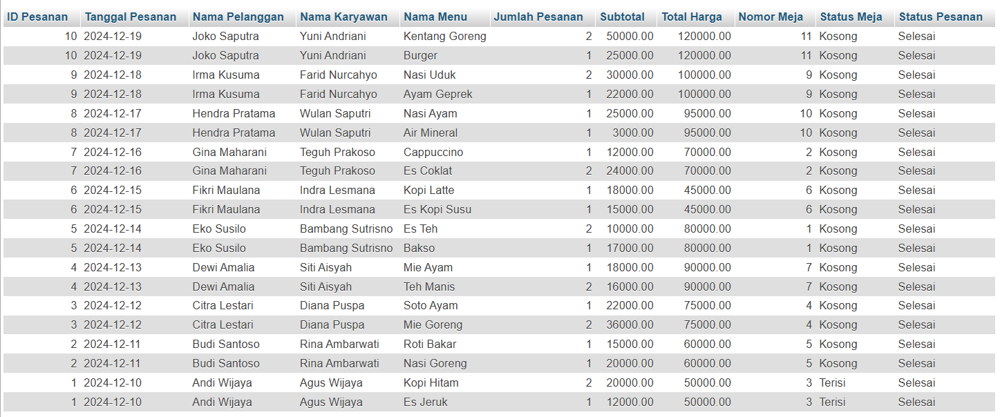 ID Pesanan Tanggal Pesanan Nama Pelanggan Nama Karyawan Nama Menu Jumlah Pesanan Subtotal Total Harga Nomor Meja Status Meja Status Pesanan
10 2024-12-19 Joko Saputra Yuni Andriani Kentang Goreng 2 50000.00 120000.00 11 Kosong Selesai
10 2024-12-19 Joko Saputra Yuni Andriani Burger 1 25000.00 120000.00 11 Kosong Selesai
9 2024-12-18 Irma Kusuma Farid Nurcahyo Nasi Uduk 2 30000.00 100000.00 9 Kosong Selesai
9 2024-12-18 Irma Kusuma Farid Nurcahyo Ayam Geprek 1 22000.00 100000.00 9 Kosong Selesai
8 2024-12-17 Hendra Pratama Wulan Saputri Nasi Ayam 1 25000.00 95000.00 10 Kosong Selesai
8 2024-12-17 Hendra Pratama Wulan Saputri Air Mineral 1 3000.00 95000.00 10 Kosong Selesai
7 2024-12-16 Gina Maharani Teguh Prakoso Cappuccino 1 12000.00 70000.00 2 Kosong Selesai
7 2024-12-16 Gina Maharani Teguh Prakoso Es Coklat 2 24000.00 70000.00 2 Kosong Selesai
6 2024-12-15 Fikri Maulana Indra Lesmana Kopi Latte 1 18000.00 45000.00 6 Kosong Selesai
6 2024-12-15 Fikri Maulana Indra Lesmana Es Kopi Susu 1 15000.00 45000.00 6 Kosong Selesai
5 2024-12-14 Eko Susilo Bambang Sutrisno Es Teh 2 10000.00 80000.00 1 Kosong Selesai
5 2024-12-14 Eko Susilo Bambang Sutrisno Bakso 1 17000.00 80000.00 1 Kosong Selesai
4 2024-12-13 Dewi Amalia Siti Aisyah Mie Ayam 1 18000.00 90000.00 7 Kosong Selesai
4 2024-12-13 Dewi Amalia Siti Aisyah Teh Manis 2 16000.00 90000.00 7 Kosong Selesai
3 2024-12-12 Citra Lestari Diana Puspa Soto Ayam 1 22000.00 75000.00 4 Kosong Selesai
3 2024-12-12 Citra Lestari Diana Puspa Mie Goreng 2 36000.00 75000.00 4 Kosong Selesai
2 2024-12-11 Budi Santoso Rina Ambarwati Roti Bakar 1 15000.00 60000.00 5 Kosong Selesai
2 2024-12-11 Budi Santoso Rina Ambarwati Nasi Goreng 1 20000.00 60000.00 5 Kosong Selesai
1 2024-12-10 Andi Wijaya Agus Wijaya Kopi Hitam 2 20000.00 50000.00 3 Terisi Selesai
1 2024-12-10 Andi Wijaya Agus Wijaya Es Jeruk 1 12000.00 50000.00 3 Terisi Selesai